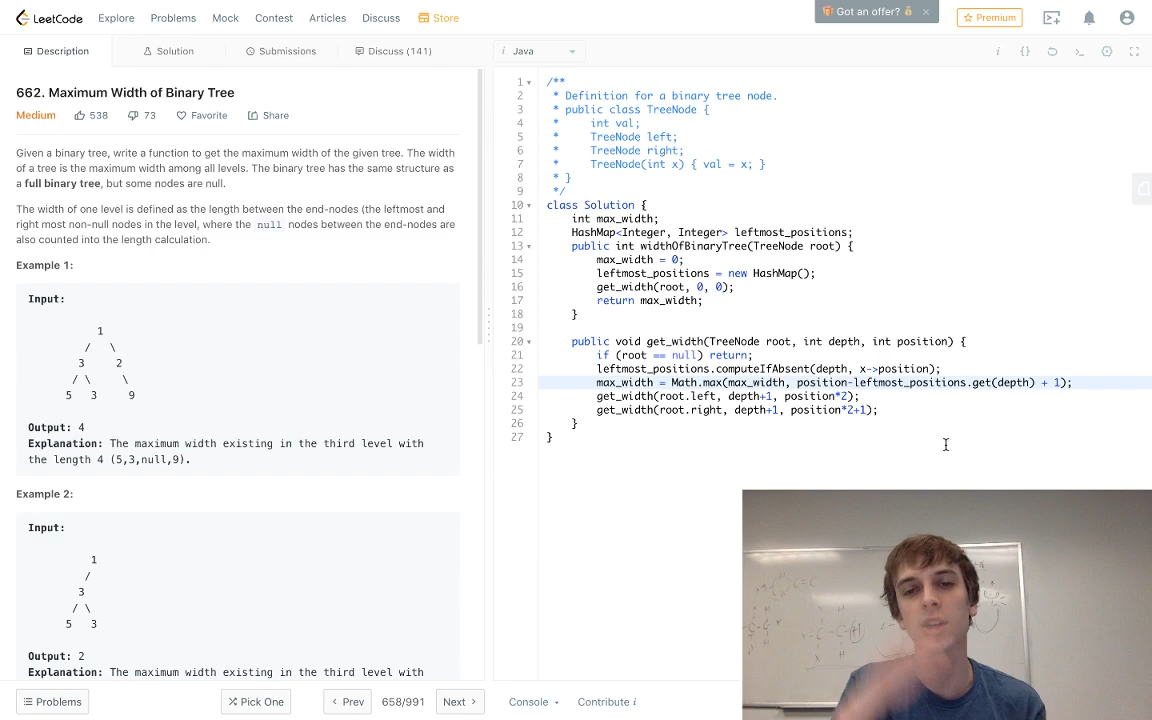 LeetCode Explore Problems Mock Contest Articles Discuss Store Got an offer? × Premium
Description Solution Submissions Discuss (141) i Java
662. Maximum Width of Binary Tree
Medium 538 73 Favorite Share
Given a binary tree, write a function to get the maximum width of the given tree. The width
of a tree is the maximum width among all levels. The binary tree has the same structure as
a full binary tree, but some nodes are null.
The width of one level is defined as the length between the end-nodes (the leftmost and
right most non-null nodes in the level, where the null nodes between the end-nodes are
also counted into the length calculation.
Example 1:
Input:
1
/ \
3 2
/ \ \
5 3 9
Output: 4
Explanation: The maximum width existing in the third level with
the length 4 (5,3,null,9).
Example 2:
Input:
1
/
3
/ \
5 3
Output: 2
Explanation: The maximum width existing in the third level with
1 /**
2 * Definition for a binary tree node.
3 * public class TreeNode {
4 * int val;
5 * TreeNode left;
6 * TreeNode right;
7 * TreeNode(int x) { val = x; }
8 * }
9 */
10 class Solution {
11 int max_width;
12 HashMap<Integer, Integer> leftmost_positions;
13 public int widthOfBinaryTree(TreeNode root) {
14 max_width = 0;
15 leftmost_positions = new HashMap();
16 get_width(root, 0, 0);
17 return max_width;
18 }
19
20 public void get_width(TreeNode root, int depth, int position) {
21 if (root == null) return;
22 leftmost_positions.computeIfAbsent(depth, x->position);
23 max_width = Math.max(max_width, position-leftmost_positions.get(depth) + 1);
24 get_width(root.left, depth+1, position*2);
25 get_width(root.right, depth+1, position*2+1);
26 }
27 }
Problems Pick One < Prev 658/991 Next > Console Contribute i